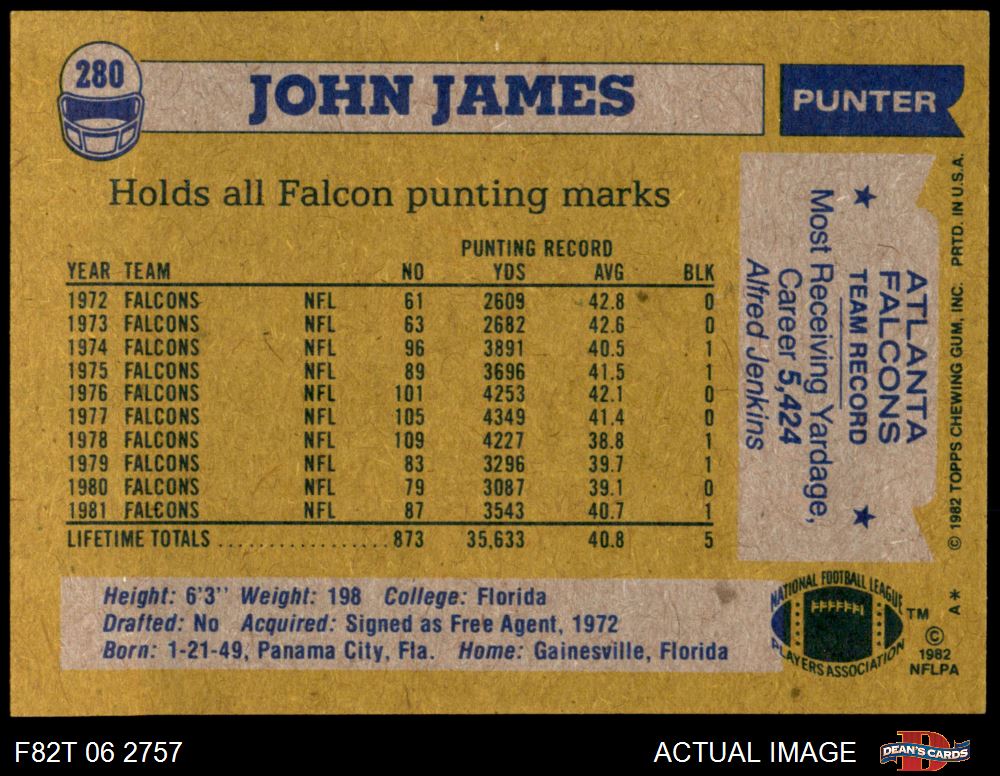 280
JOHN JAMES
PUNTER
Holds all Falcon punting marks
PUNTING RECORD
YEAR TEAM NO YDS AVG BLK
1972 FALCONS NFL 61 2609 42.8 0
1973 FALCONS NFL 63 2682 42.6 0
1974 FALCONS NFL 96 3891 40.5 1
1975 FALCONS NFL 89 3696 41.5 1
1976 FALCONS NFL 101 4253 42.1 0
1977 FALCONS NFL 105 4349 41.4 0
1978 FALCONS NFL 109 4227 38.8 1
1979 FALCONS NFL 83 3296 39.7 1
1980 FALCONS NFL 79 3087 39.1 0
1981 FALCONS NFL 87 3543 40.7 1
LIFETIME TOTALS ................. 873 35,633 40.8 5
Height: 6'3'' Weight: 198 College: Florida
Drafted: No Acquired: Signed as Free Agent, 1972
Born: 1-21-49, Panama City, Fla. Home: Gainesville, Florida
ATLANTA
FALCONS
★ TEAM RECORD ★
Most Receiving Yardage,
Career 5,424
Alfred Jenkins
© 1982 TOPPS CHEWING GUM, INC. PRTD. IN U.S.A.
NATIONAL FOOTBALL LEAGUE
PLAYERS ASSOCIATION
TM
A*
©
1982
NFLPA
F82T 06 2757
ACTUAL IMAGE
D
DEAN'S CARDS